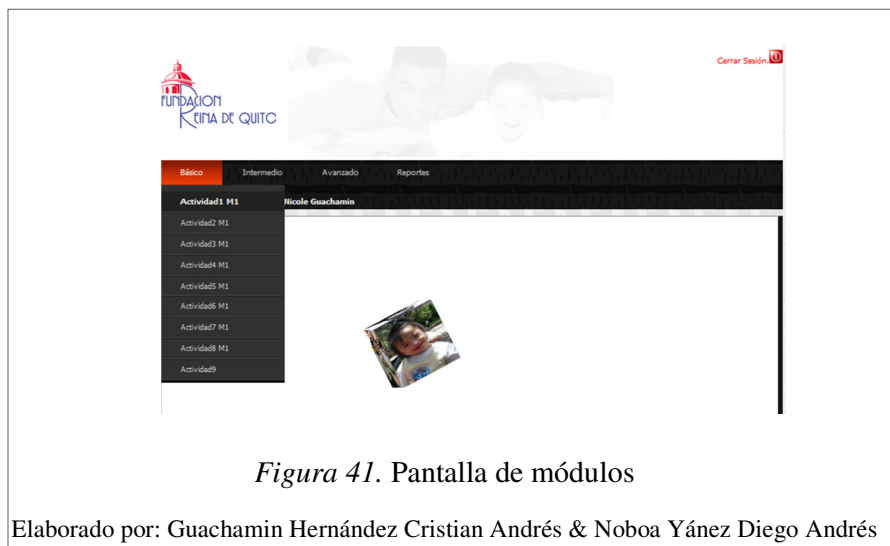 Cerrar Sesión.
FUNDACION
REINA DE QUITO
Básico Intermedio Avanzado Reportes
Actividad1 M1 Nicole Guachamin
Actividad2 M1
Actividad3 M1
Actividad4 M1
Actividad5 M1
Actividad6 M1
Actividad7 M1
Actividad8 M1
Actividad9
Figura 41. Pantalla de módulos
Elaborado por: Guachamin Hernández Cristian Andrés & Noboa Yánez Diego Andrés